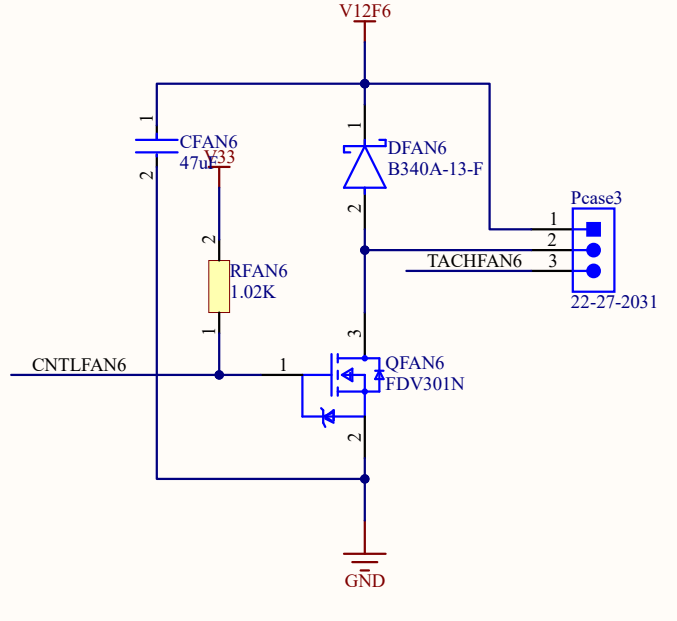 V12F6
1
CFAN6
47uF
2
V33
1
DFAN6
B340A-13-F
2
Pcase3
1
2
3
TACHFAN6
22-27-2031
2
RFAN6
1.02K
1
CNTLFAN6
1
3
QFAN6
FDV301N
2
GND